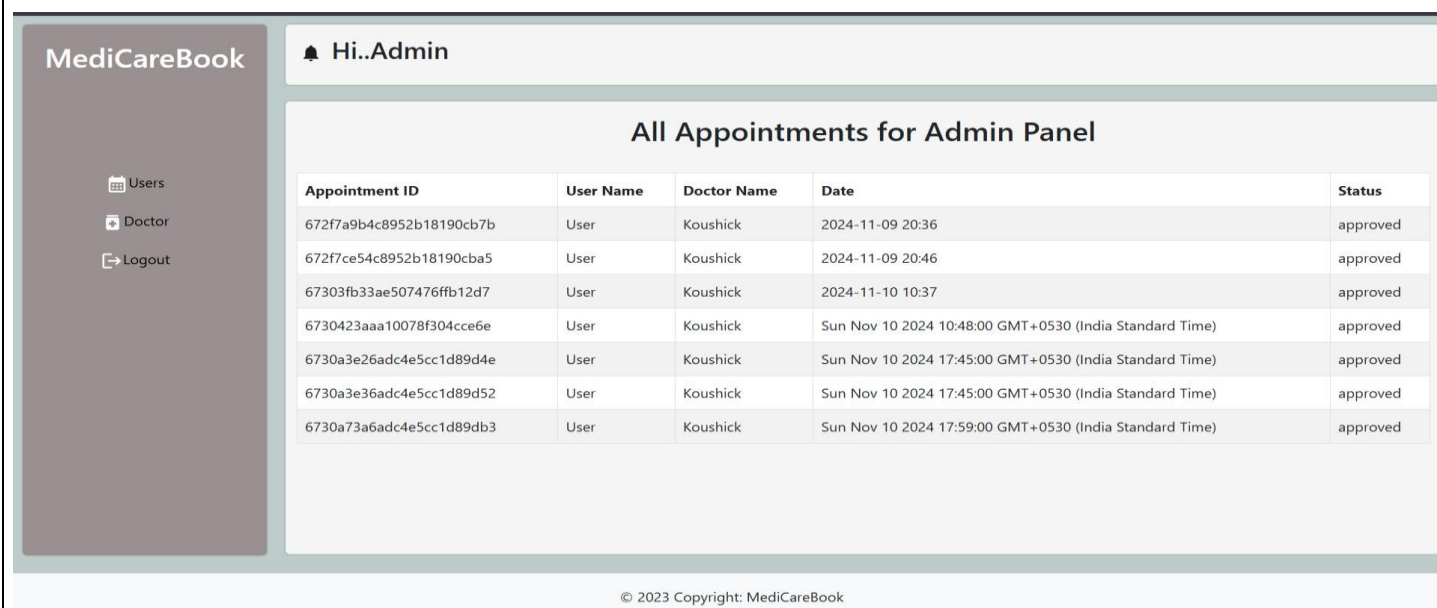 MediCareBook
Hi..Admin
Users
Doctor
Logout
All Appointments for Admin Panel
Appointment ID User Name Doctor Name Date Status
672f7a9b4c8952b18190cb7b User Koushick 2024-11-09 20:36 approved
672f7ce54c8952b18190cba5 User Koushick 2024-11-09 20:46 approved
67303fb33ae507476ffb12d7 User Koushick 2024-11-10 10:37 approved
6730423aaa10078f304cce6e User Koushick Sun Nov 10 2024 10:48:00 GMT+0530 (India Standard Time) approved
6730a3e26adc4e5cc1d89d4e User Koushick Sun Nov 10 2024 17:45:00 GMT+0530 (India Standard Time) approved
6730a3e36adc4e5cc1d89d52 User Koushick Sun Nov 10 2024 17:45:00 GMT+0530 (India Standard Time) approved
6730a73a6adc4e5cc1d89db3 User Koushick Sun Nov 10 2024 17:59:00 GMT+0530 (India Standard Time) approved
© 2023 Copyright: MediCareBook